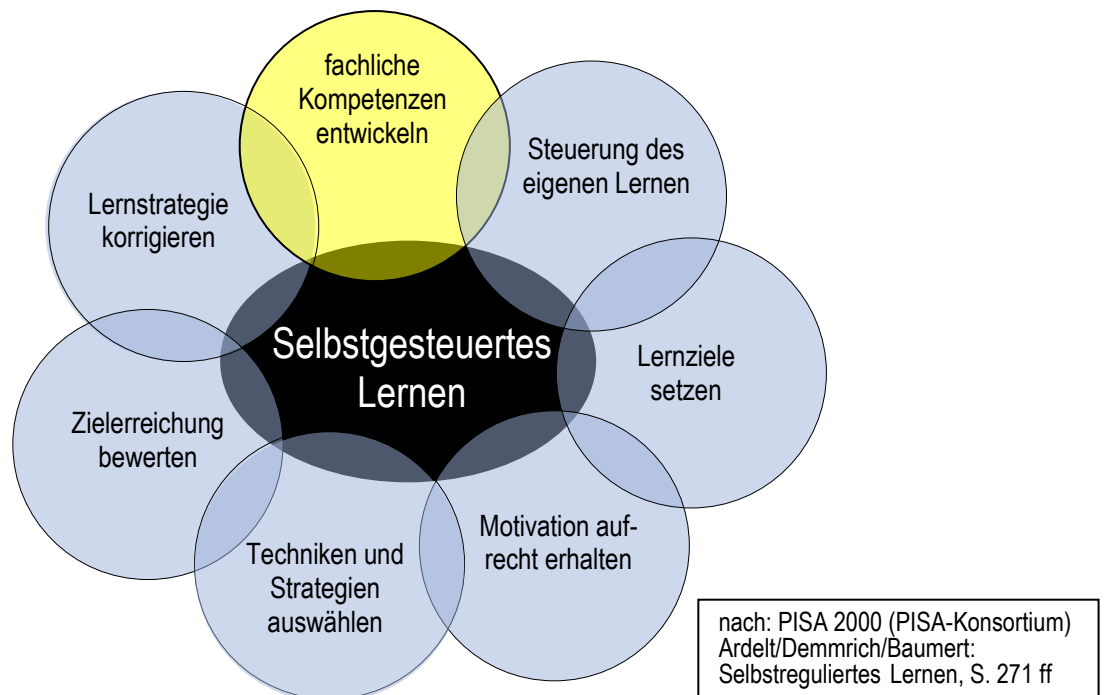 fachliche
Kompetenzen
entwickeln
Steuerung des
eigenen Lernen
Lernziele
setzen
Motivation auf-
recht erhalten
Techniken und
Strategien
auswählen
Zielerreichung
bewerten
Lernstrategie
korrigieren
Selbstgesteuertes
Lernen
nach: PISA 2000 (PISA-Konsortium)
Ardelt/Demmrich/Baumert:
Selbstreguliertes Lernen, S. 271 ff